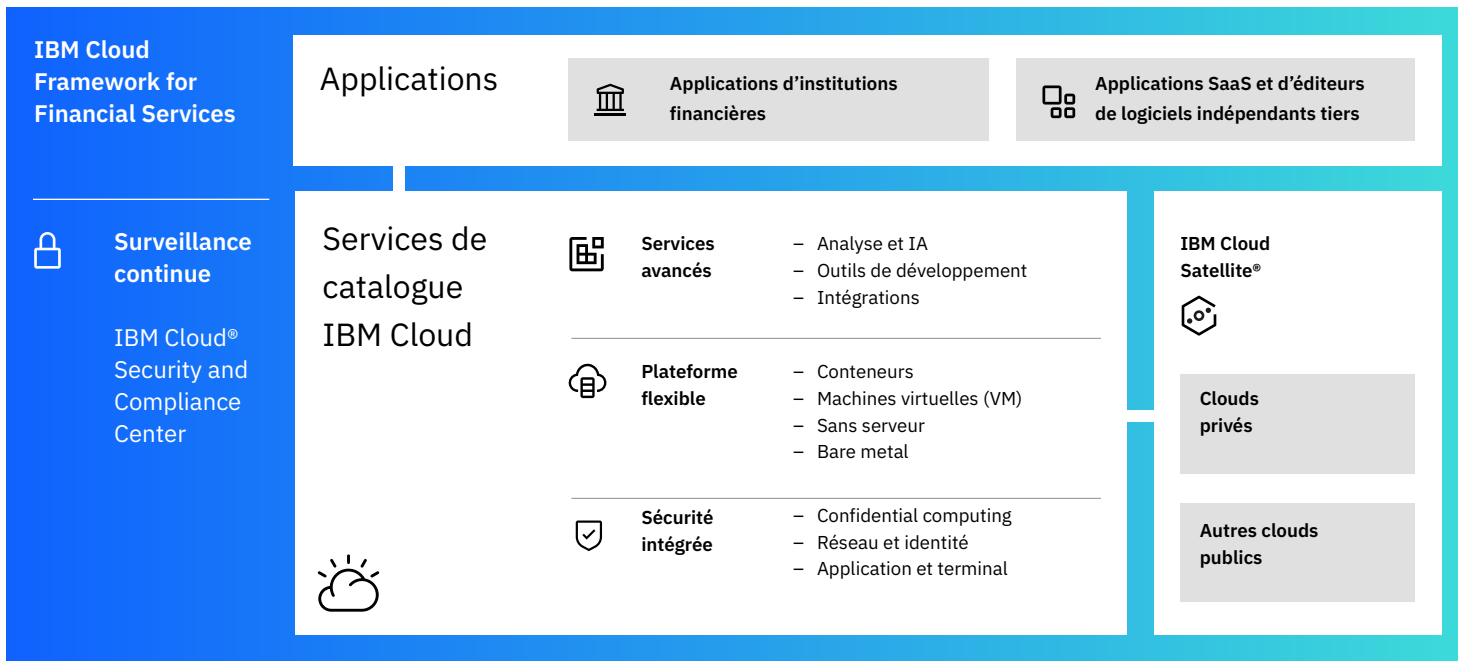 IBM Cloud
Framework for
Financial Services
Surveillance
continue
IBM Cloud®
Security and
Compliance
Center
Applications
Applications d’institutions
financières
Applications SaaS et d’éditeurs
de logiciels indépendants tiers
Services de
catalogue
IBM Cloud
Services
avancés
– Analyse et IA
– Outils de développement
– Intégrations
Plateforme
flexible
– Conteneurs
– Machines virtuelles (VM)
– Sans serveur
– Bare metal
Sécurité
intégrée
– Confidential computing
– Réseau et identité
– Application et terminal
IBM Cloud
Satellite®
Clouds
privés
Autres clouds
publics